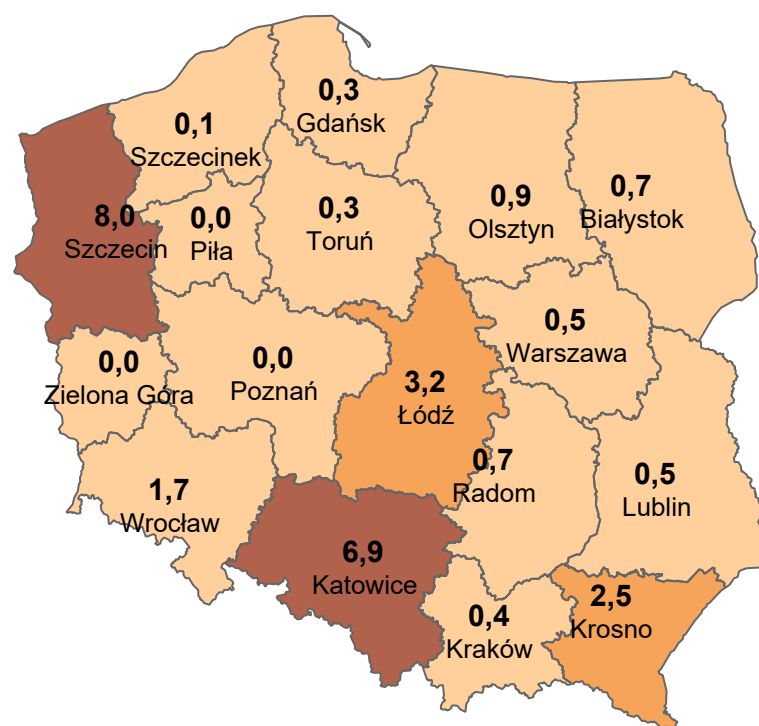 0,3
Gdańsk
0,1
Szczecinek
8,0
Szczecin
0,0
Piła
0,3
Toruń
0,9
Olsztyn
0,7
Białystok
0,0
Zielona Góra
0,0
Poznań
3,2
Łódź
0,5
Warszawa
1,7
Wrocław
0,7
Radom
0,5
Lublin
6,9
Katowice
0,4
Kraków
2,5
Krosno